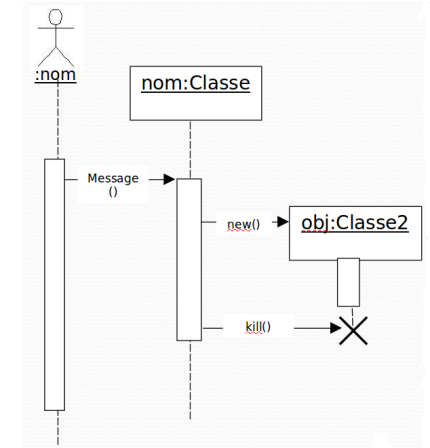 :nom
nom:Classe
Message
()
new()
obj:Classe2
kill()